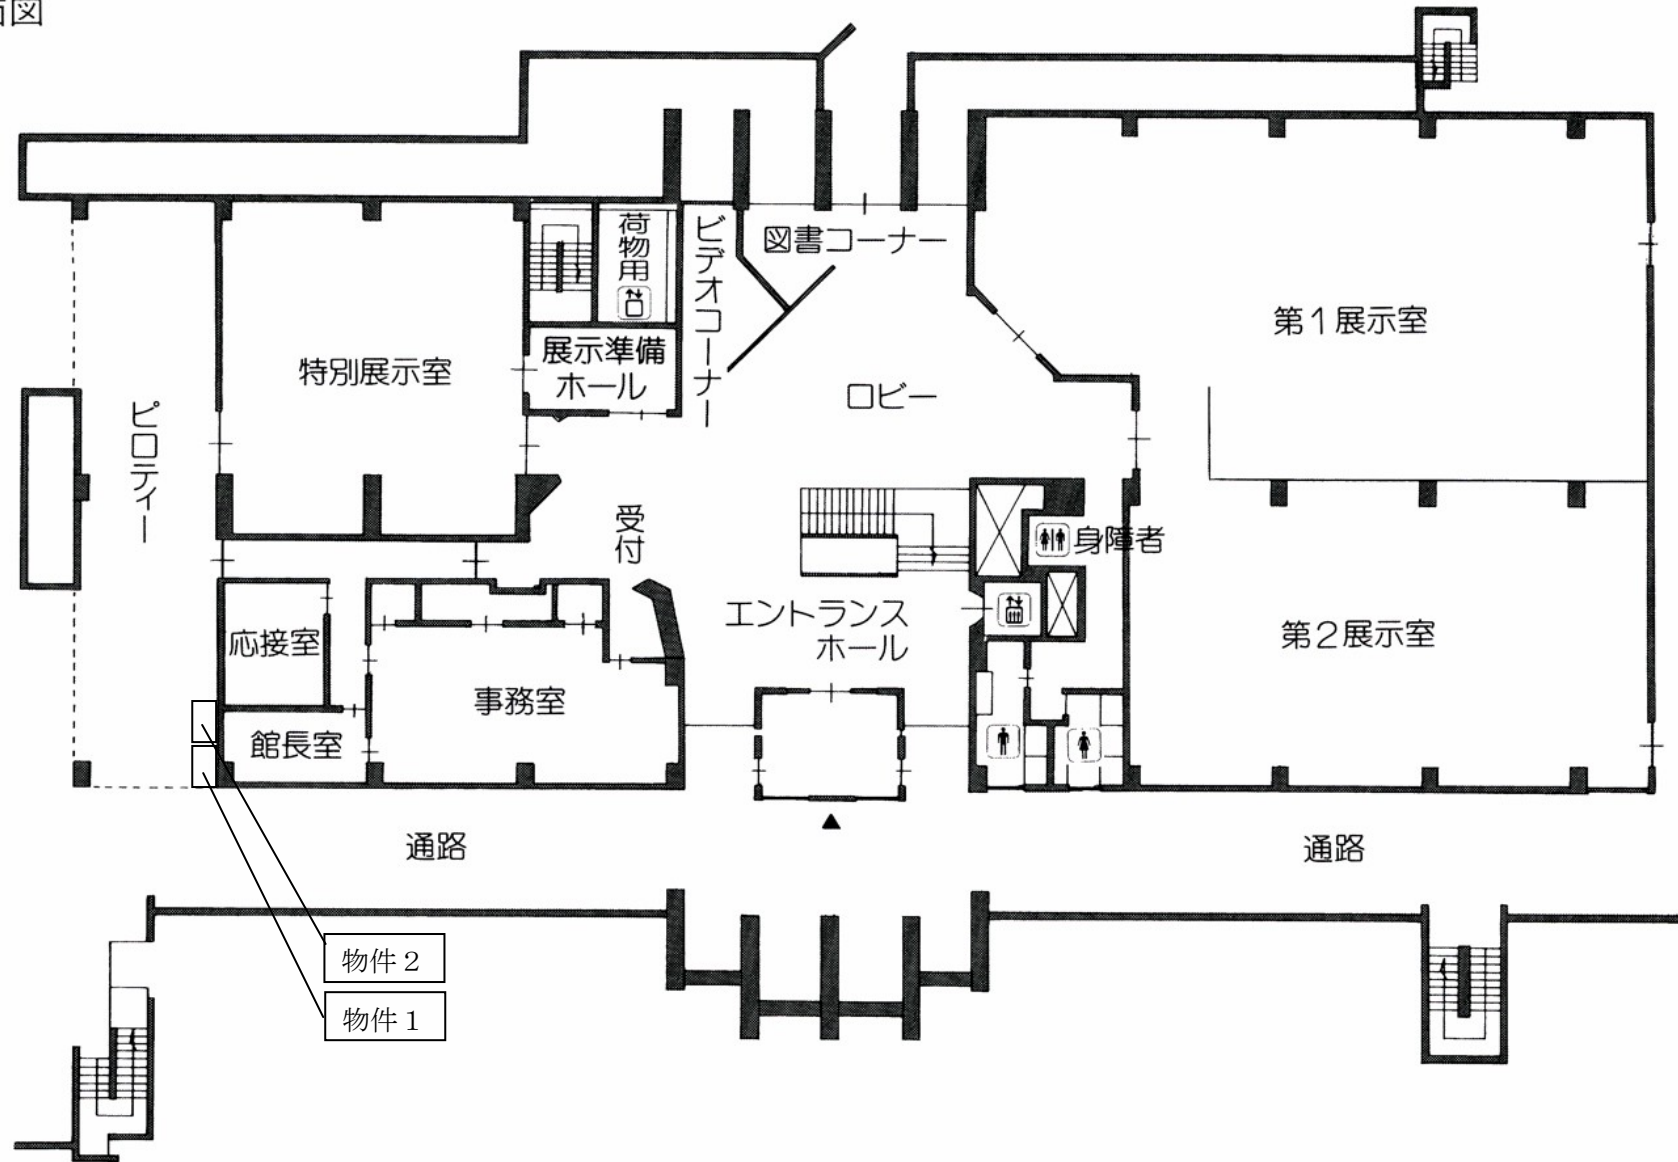 面図
荷物用
ビデオコーナー
図書コーナー
第1展示室
展示準備
ホール
特別展示室
ロビー
ピロティー
受付
身障者
エントランス
ホール
応接室
第2展示室
事務室
館長室
通路
通路
物件2
物件1